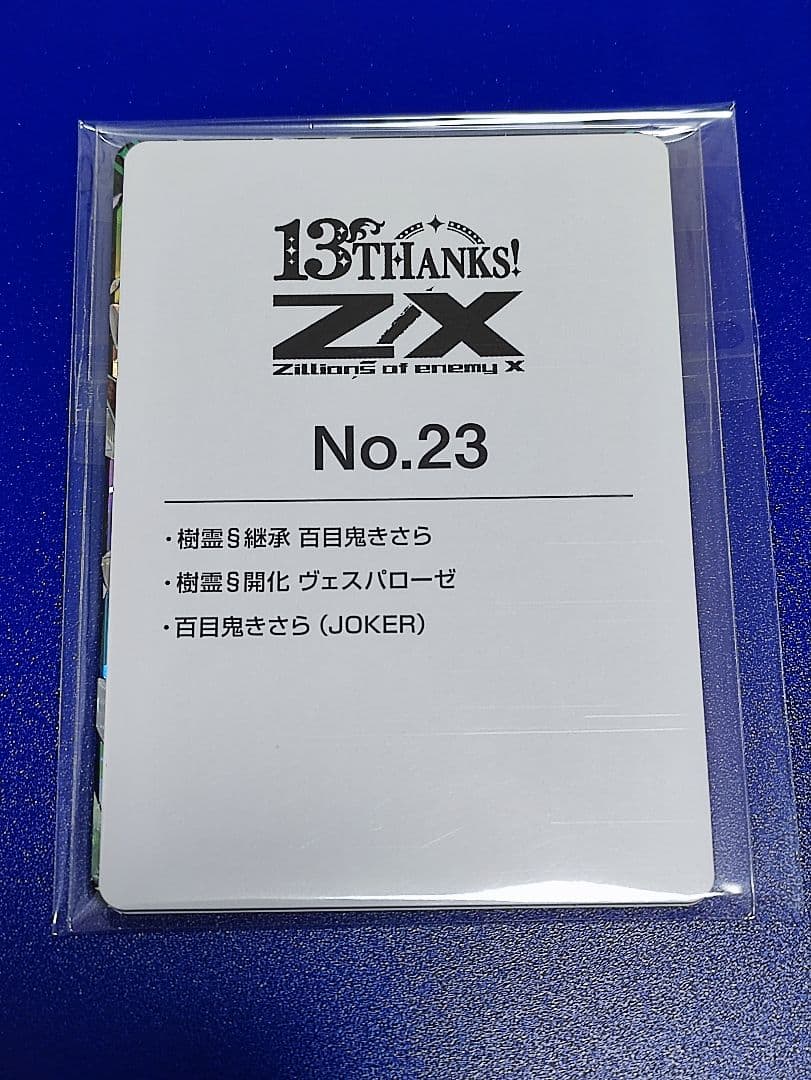 13 THANKS!
Z/X
Zillions of enemy X
No.23
・樹霊§継承 百目鬼きさら
・樹霊§開化 ヴェスパローゼ
・百目鬼きさら（JOKER）